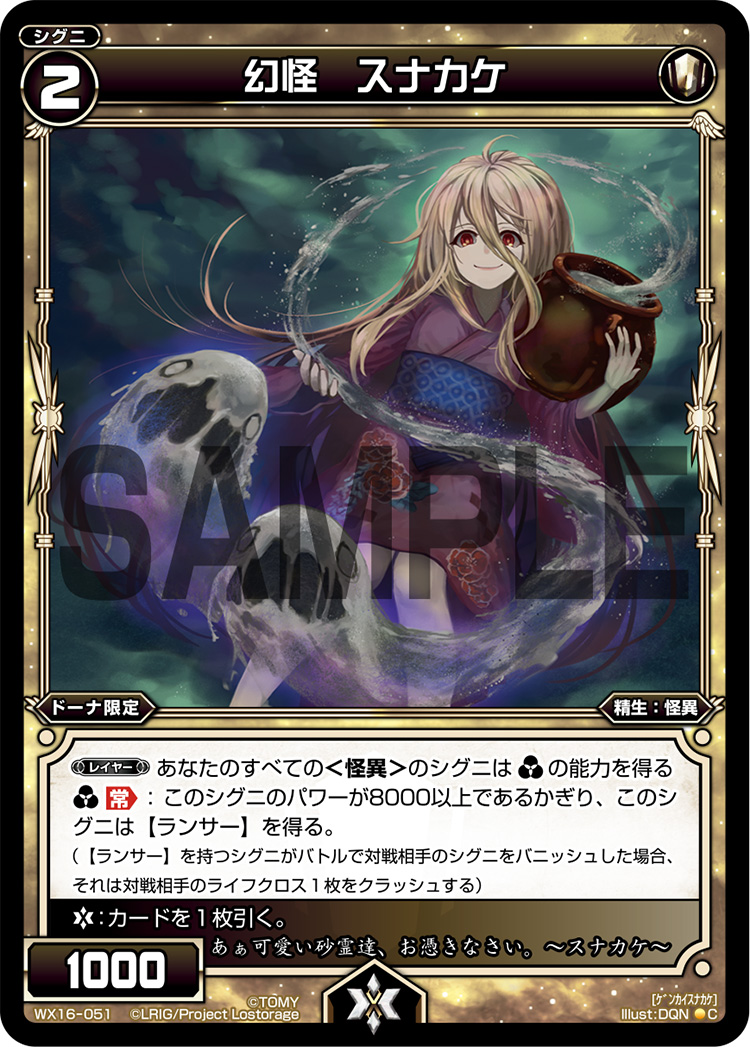 シグニ
2
幻怪 スナカケ
SAMPLE
ドーナ限定
精生：怪異
レイヤー あなたのすべての＜怪異＞のシグニは の能力を得る
常 ：このシグニのパワーが8000以上であるかぎり、このシ
グニは【ランサー】を得る。
（【ランサー】を持つシグニがバトルで対戦相手のシグニをバニッシュした場合、
それは対戦相手のライフクロス１枚をクラッシュする）
：カードを１枚引く。
あぁ可愛い砂霊達、お憑きなさい。～スナカケ～
1000
©TOMY
WX16-051 ©LRIG/Project Lostorage
[ｹﾞﾝｶｲｽﾅｶｹ]
Illust:DQN C